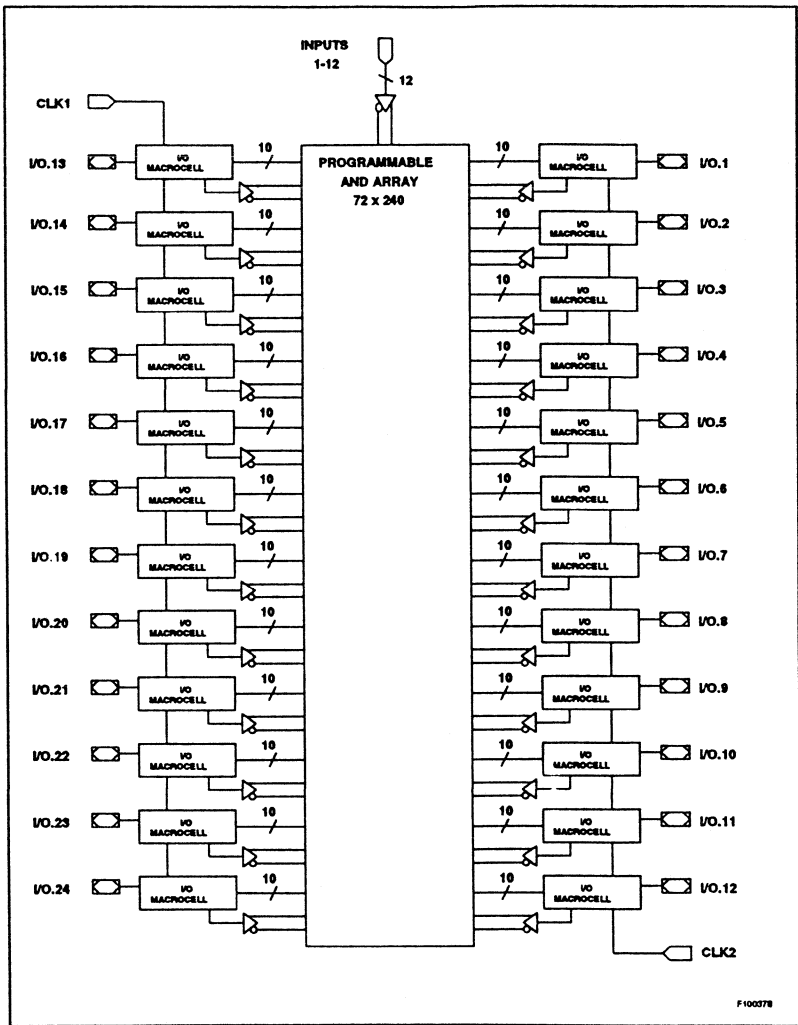 INPUTS
1-12
12
CLK1
I/O.13
I/O
MACROCELL
10
PROGRAMMABLE
AND ARRAY
72 x 240
10
I/O
MACROCELL
I/O.1
I/O.14
I/O
MACROCELL
10
10
I/O
MACROCELL
I/O.2
I/O.15
I/O
MACROCELL
10
10
I/O
MACROCELL
I/O.3
I/O.16
I/O
MACROCELL
10
10
I/O
MACROCELL
I/O.4
I/O.17
I/O
MACROCELL
10
10
I/O
MACROCELL
I/O.5
I/O.18
I/O
MACROCELL
10
10
I/O
MACROCELL
I/O.6
I/O.19
I/O
MACROCELL
10
10
I/O
MACROCELL
I/O.7
I/O.20
I/O
MACROCELL
10
10
I/O
MACROCELL
I/O.8
I/O.21
I/O
MACROCELL
10
10
I/O
MACROCELL
I/O.9
I/O.22
I/O
MACROCELL
10
10
I/O
MACROCELL
I/O.10
I/O.23
I/O
MACROCELL
10
10
I/O
MACROCELL
I/O.11
I/O.24
I/O
MACROCELL
10
10
I/O
MACROCELL
I/O.12
CLK2
F100378